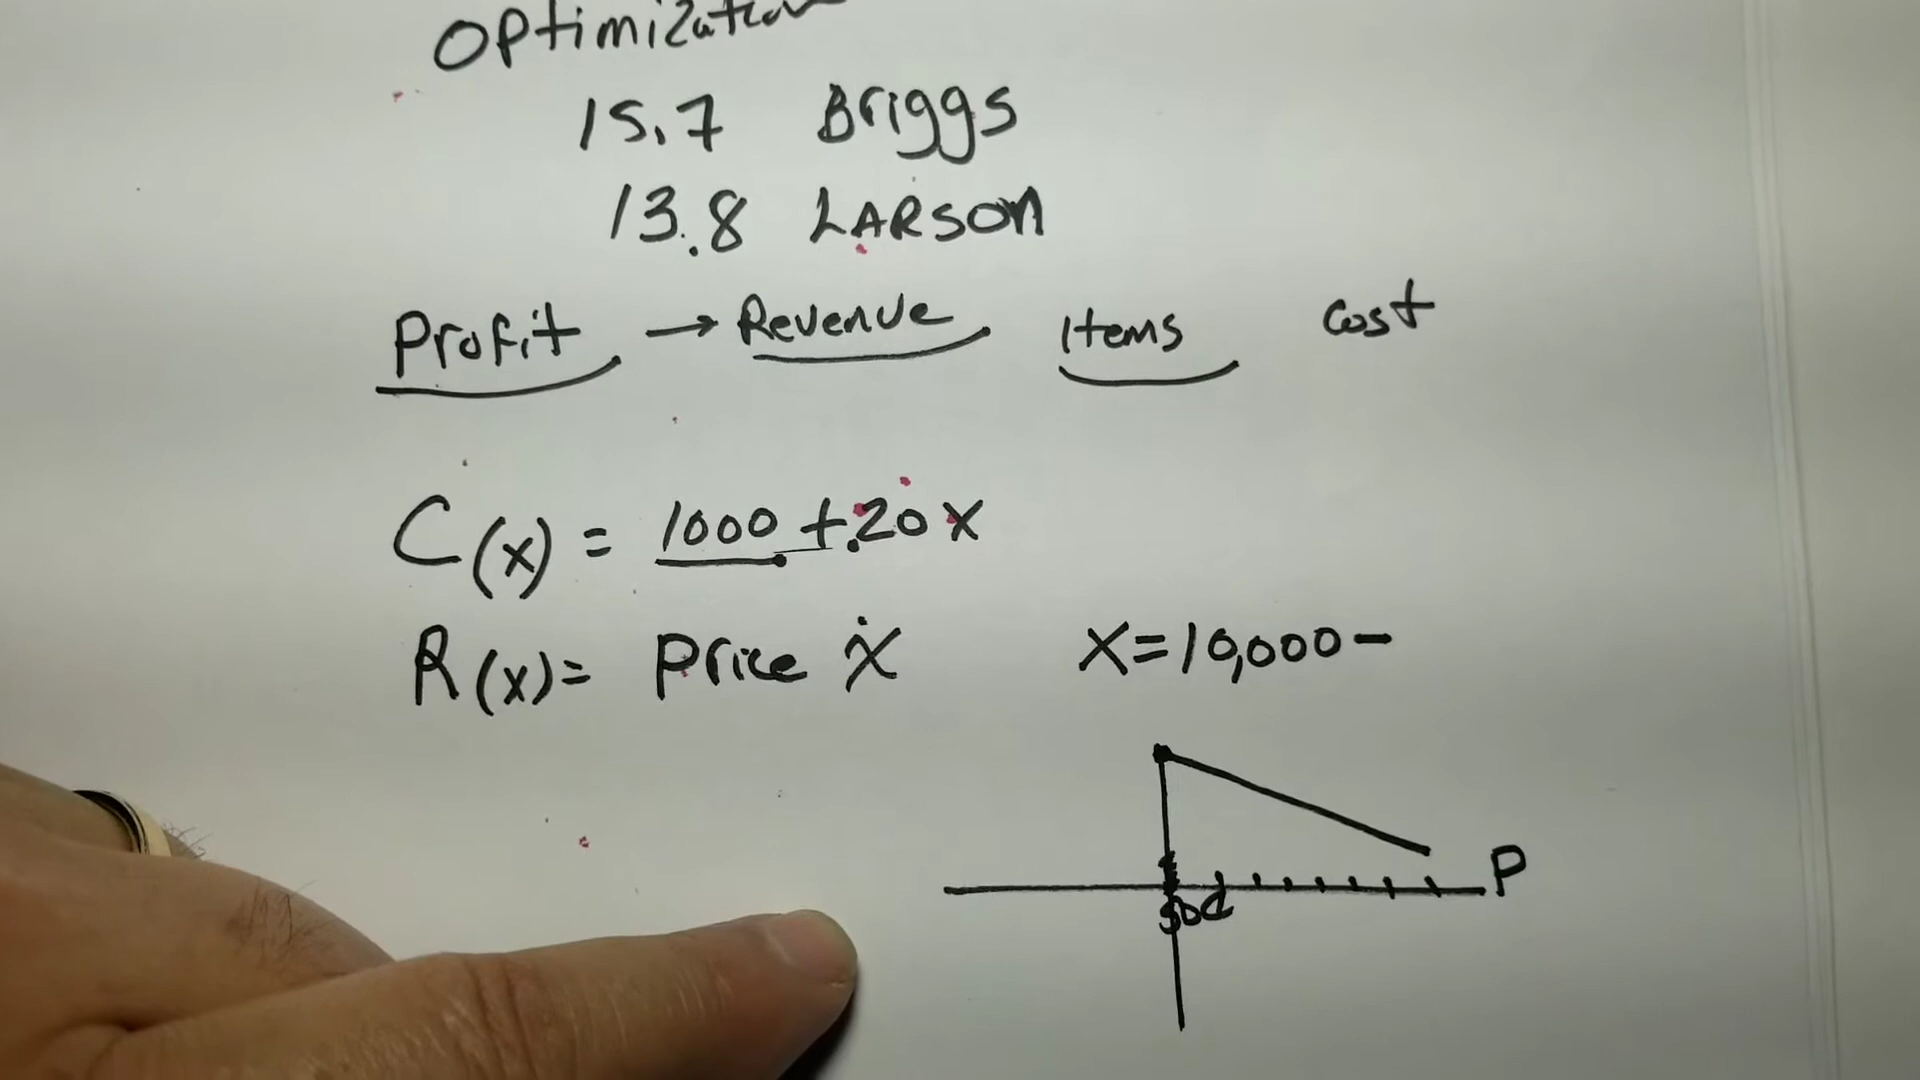 Optimization
15.7 Briggs
13.8 LARSON
Profit → Revenue Items Cost
C(x) = 1000 + .20x
R(x) = Price · x X = 10,000 -
P